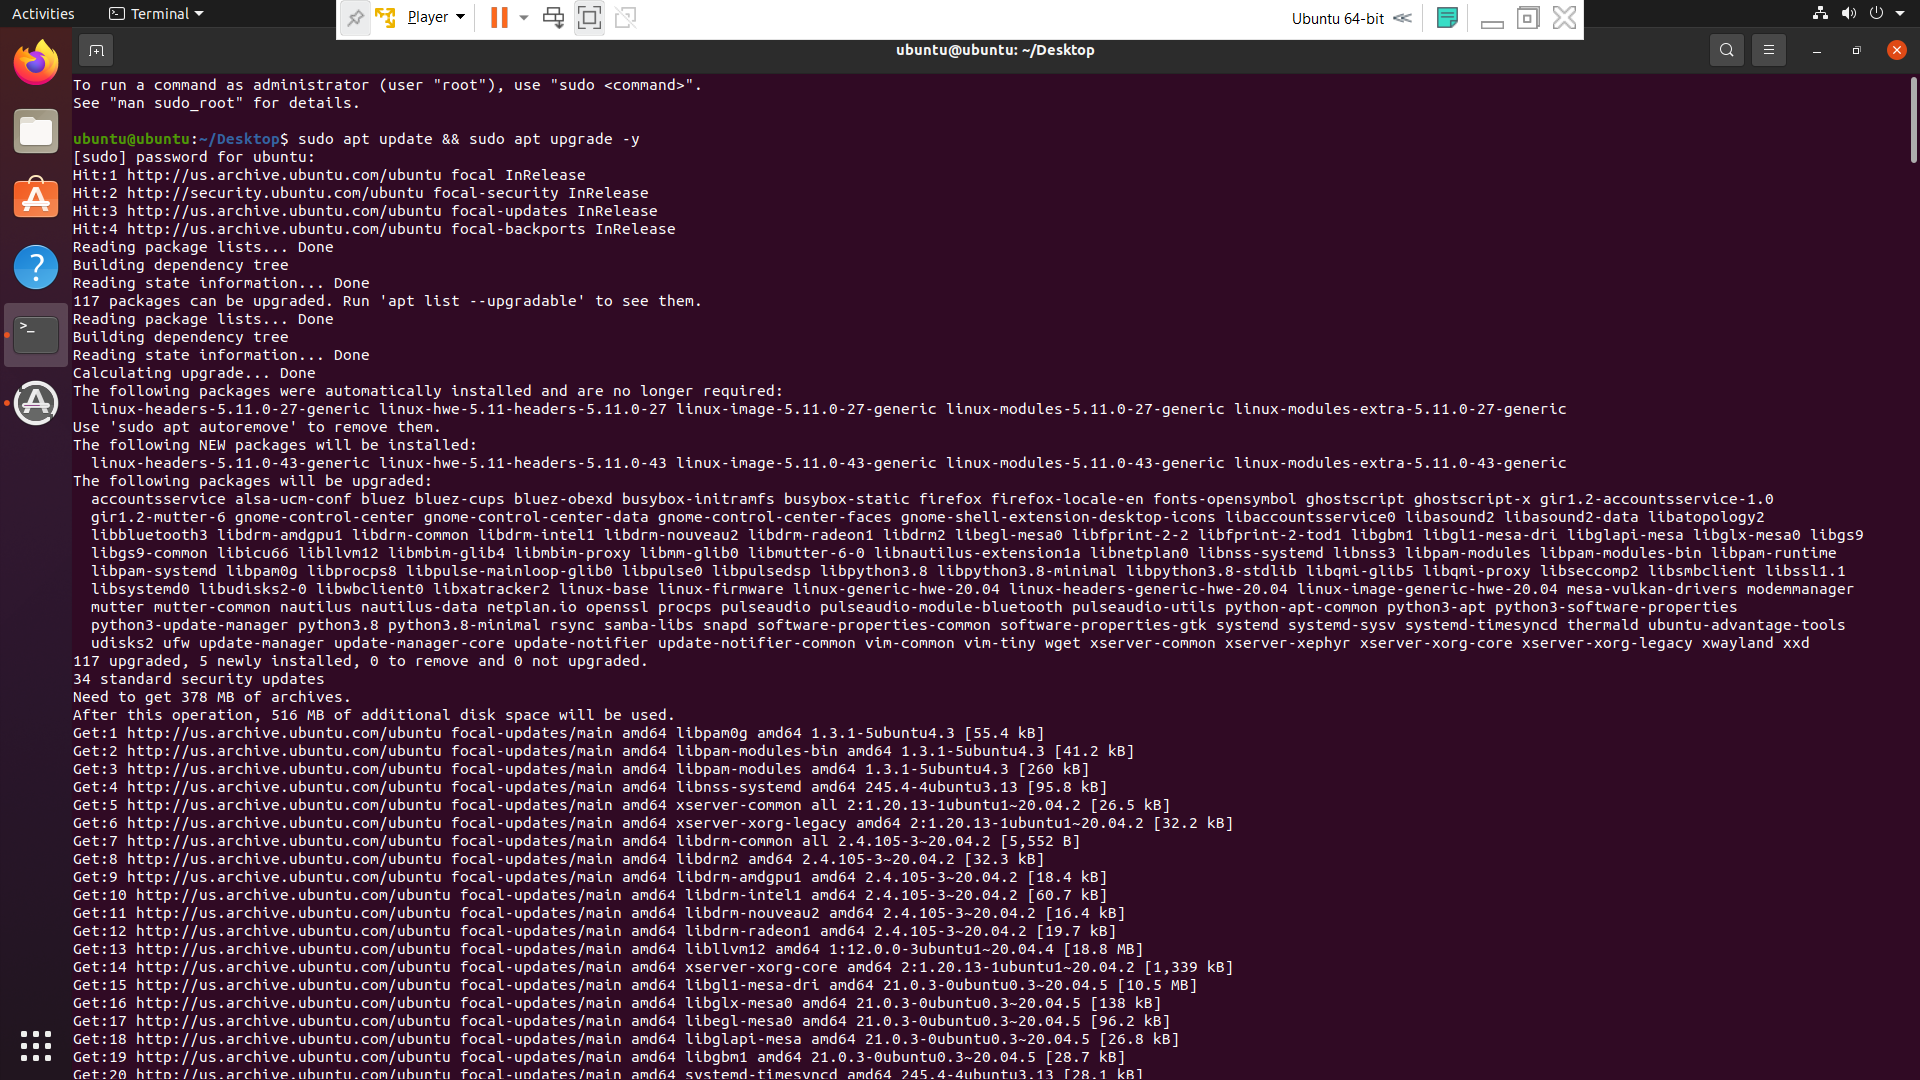 Activities
Terminal
Player
Ubuntu 64-bit
ubuntu@ubuntu: ~/Desktop
To run a command as administrator (user "root"), use "sudo <command>".
See "man sudo_root" for details.
ubuntu@ubuntu:~/Desktop$ sudo apt update && sudo apt upgrade -y
[sudo] password for ubuntu:
Hit:1 http://us.archive.ubuntu.com/ubuntu focal InRelease
Hit:2 http://security.ubuntu.com/ubuntu focal-security InRelease
Hit:3 http://us.archive.ubuntu.com/ubuntu focal-updates InRelease
Hit:4 http://us.archive.ubuntu.com/ubuntu focal-backports InRelease
Reading package lists... Done
Building dependency tree
Reading state information... Done
117 packages can be upgraded. Run 'apt list --upgradable' to see them.
Reading package lists... Done
Building dependency tree
Reading state information... Done
Calculating upgrade... Done
The following packages were automatically installed and are no longer required:
linux-headers-5.11.0-27-generic linux-hwe-5.11-headers-5.11.0-27 linux-image-5.11.0-27-generic linux-modules-5.11.0-27-generic linux-modules-extra-5.11.0-27-generic
Use 'sudo apt autoremove' to remove them.
The following NEW packages will be installed:
linux-headers-5.11.0-43-generic linux-hwe-5.11-headers-5.11.0-43 linux-image-5.11.0-43-generic linux-modules-5.11.0-43-generic linux-modules-extra-5.11.0-43-generic
The following packages will be upgraded:
accountsservice alsa-ucm-conf bluez bluez-cups bluez-obexd busybox-initramfs busybox-static firefox firefox-locale-en fonts-opensymbol ghostscript ghostscript-x gir1.2-accountsservice-1.0
gir1.2-mutter-6 gnome-control-center gnome-control-center-data gnome-control-center-faces gnome-shell-extension-desktop-icons libaccountsservice0 libasound2 libasound2-data libatopology2
libbluetooth3 libdrm-amdgpu1 libdrm-common libdrm-intel1 libdrm-nouveau2 libdrm-radeon1 libdrm2 libegl-mesa0 libfprint-2-2 libfprint-2-tod1 libgbm1 libgl1-mesa-dri libglapi-mesa libglx-mesa0 libgs9
libgs9-common libicu66 libllvm12 libmbim-glib4 libmbim-proxy libmm-glib0 libmutter-6-0 libnautilus-extension1a libnetplan0 libnss-systemd libnss3 libpam-modules libpam-modules-bin libpam-runtime
libpam-systemd libpam0g libprocps8 libpulse-mainloop-glib0 libpulse0 libpulsedsp libpython3.8 libpython3.8-minimal libpython3.8-stdlib libqmi-glib5 libqmi-proxy libseccomp2 libsmbclient libssl1.1
libsystemd0 libudisks2-0 libwbclient0 libxatracker2 linux-base linux-firmware linux-generic-hwe-20.04 linux-headers-generic-hwe-20.04 linux-image-generic-hwe-20.04 mesa-vulkan-drivers modemmanager
mutter mutter-common nautilus nautilus-data netplan.io openssl procps pulseaudio pulseaudio-module-bluetooth pulseaudio-utils python-apt-common python3-apt python3-software-properties
python3-update-manager python3.8 python3.8-minimal rsync samba-libs snapd software-properties-common software-properties-gtk systemd systemd-sysv systemd-timesyncd thermald ubuntu-advantage-tools
udisks2 ufw update-manager update-manager-core update-notifier update-notifier-common vim-common vim-tiny wget xserver-common xserver-xephyr xserver-xorg-core xserver-xorg-legacy xwayland xxd
117 upgraded, 5 newly installed, 0 to remove and 0 not upgraded.
34 standard security updates
Need to get 378 MB of archives.
After this operation, 516 MB of additional disk space will be used.
Get:1 http://us.archive.ubuntu.com/ubuntu focal-updates/main amd64 libpam0g amd64 1.3.1-5ubuntu4.3 [55.4 kB]
Get:2 http://us.archive.ubuntu.com/ubuntu focal-updates/main amd64 libpam-modules-bin amd64 1.3.1-5ubuntu4.3 [41.2 kB]
Get:3 http://us.archive.ubuntu.com/ubuntu focal-updates/main amd64 libpam-modules amd64 1.3.1-5ubuntu4.3 [260 kB]
Get:4 http://us.archive.ubuntu.com/ubuntu focal-updates/main amd64 libnss-systemd amd64 245.4-4ubuntu3.13 [95.8 kB]
Get:5 http://us.archive.ubuntu.com/ubuntu focal-updates/main amd64 xserver-common all 2:1.20.13-1ubuntu1~20.04.2 [26.5 kB]
Get:6 http://us.archive.ubuntu.com/ubuntu focal-updates/main amd64 xserver-xorg-legacy amd64 2:1.20.13-1ubuntu1~20.04.2 [32.2 kB]
Get:7 http://us.archive.ubuntu.com/ubuntu focal-updates/main amd64 libdrm-common all 2.4.105-3~20.04.2 [5,552 B]
Get:8 http://us.archive.ubuntu.com/ubuntu focal-updates/main amd64 libdrm2 amd64 2.4.105-3~20.04.2 [32.3 kB]
Get:9 http://us.archive.ubuntu.com/ubuntu focal-updates/main amd64 libdrm-amdgpu1 amd64 2.4.105-3~20.04.2 [18.4 kB]
Get:10 http://us.archive.ubuntu.com/ubuntu focal-updates/main amd64 libdrm-intel1 amd64 2.4.105-3~20.04.2 [60.7 kB]
Get:11 http://us.archive.ubuntu.com/ubuntu focal-updates/main amd64 libdrm-nouveau2 amd64 2.4.105-3~20.04.2 [16.4 kB]
Get:12 http://us.archive.ubuntu.com/ubuntu focal-updates/main amd64 libdrm-radeon1 amd64 2.4.105-3~20.04.2 [19.7 kB]
Get:13 http://us.archive.ubuntu.com/ubuntu focal-updates/main amd64 libllvm12 amd64 1:12.0.0-3ubuntu1~20.04.4 [18.8 MB]
Get:14 http://us.archive.ubuntu.com/ubuntu focal-updates/main amd64 xserver-xorg-core amd64 2:1.20.13-1ubuntu1~20.04.2 [1,339 kB]
Get:15 http://us.archive.ubuntu.com/ubuntu focal-updates/main amd64 libgl1-mesa-dri amd64 21.0.3-0ubuntu0.3~20.04.5 [10.5 MB]
Get:16 http://us.archive.ubuntu.com/ubuntu focal-updates/main amd64 libglx-mesa0 amd64 21.0.3-0ubuntu0.3~20.04.5 [138 kB]
Get:17 http://us.archive.ubuntu.com/ubuntu focal-updates/main amd64 libegl-mesa0 amd64 21.0.3-0ubuntu0.3~20.04.5 [96.2 kB]
Get:18 http://us.archive.ubuntu.com/ubuntu focal-updates/main amd64 libglapi-mesa amd64 21.0.3-0ubuntu0.3~20.04.5 [26.8 kB]
Get:19 http://us.archive.ubuntu.com/ubuntu focal-updates/main amd64 libgbm1 amd64 21.0.3-0ubuntu0.3~20.04.5 [28.7 kB]
Get:20 http://us.archive.ubuntu.com/ubuntu focal-updates/main amd64 systemd-timesyncd amd64 245.4-4ubuntu3.13 [28.1 kB]